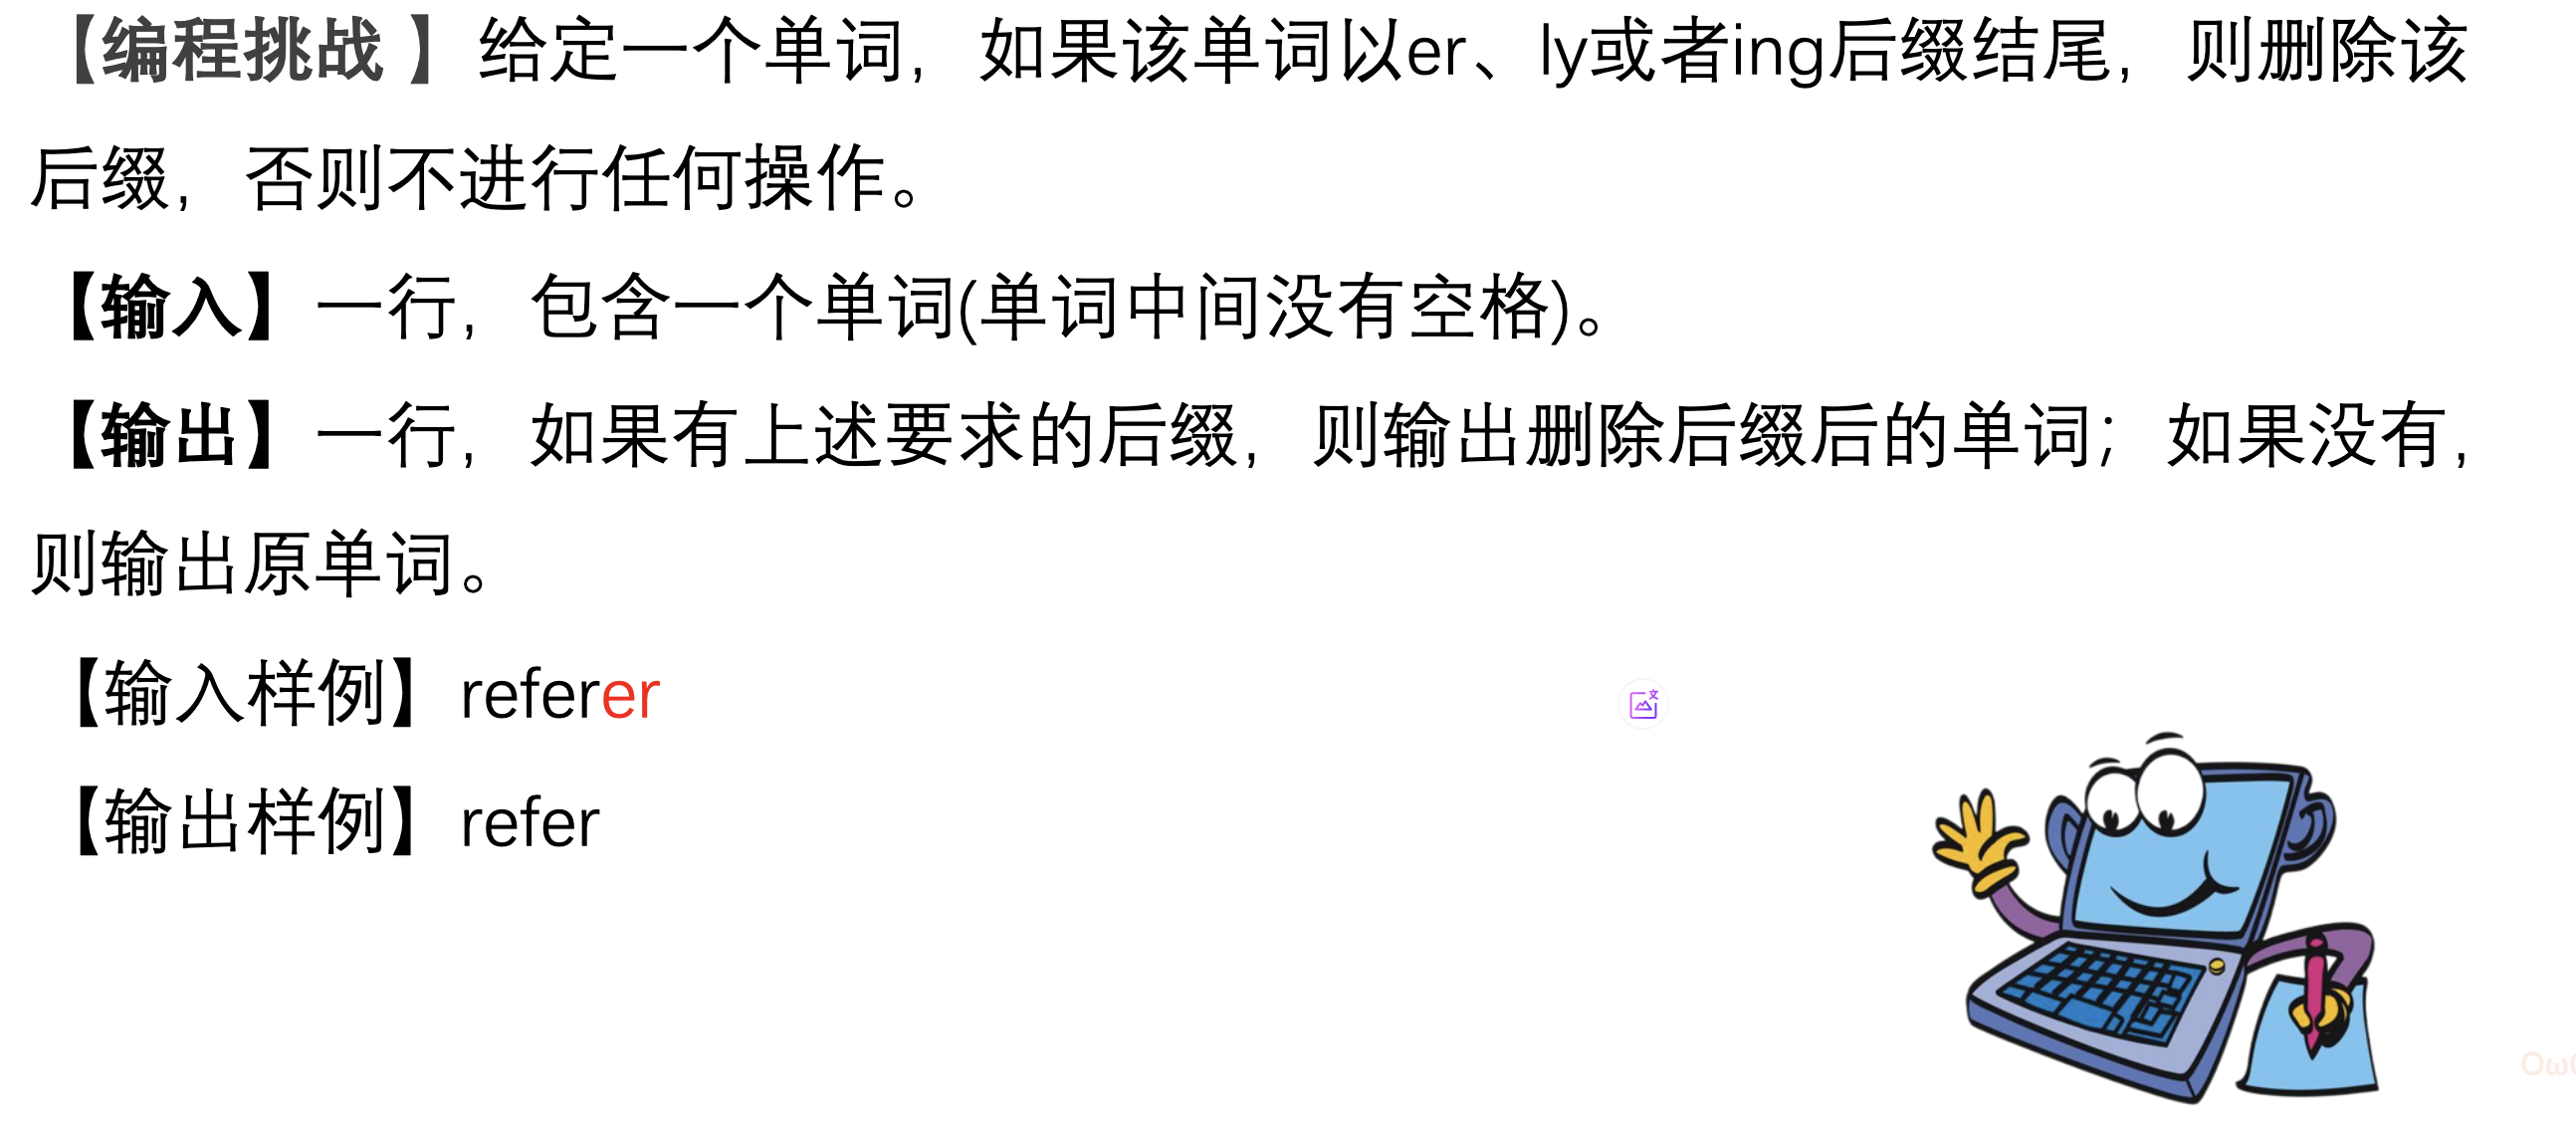 【编程挑战 】给定一个单词，如果该单词以er、ly或者ing后缀结尾，则删除该
后缀，否则不进行任何操作。
【输入】一行，包含一个单词(单词中间没有空格)。
【输出】一行，如果有上述要求的后缀，则输出删除后缀后的单词；如果没有，
则输出原单词。
【输入样例】referer
【输出样例】refer